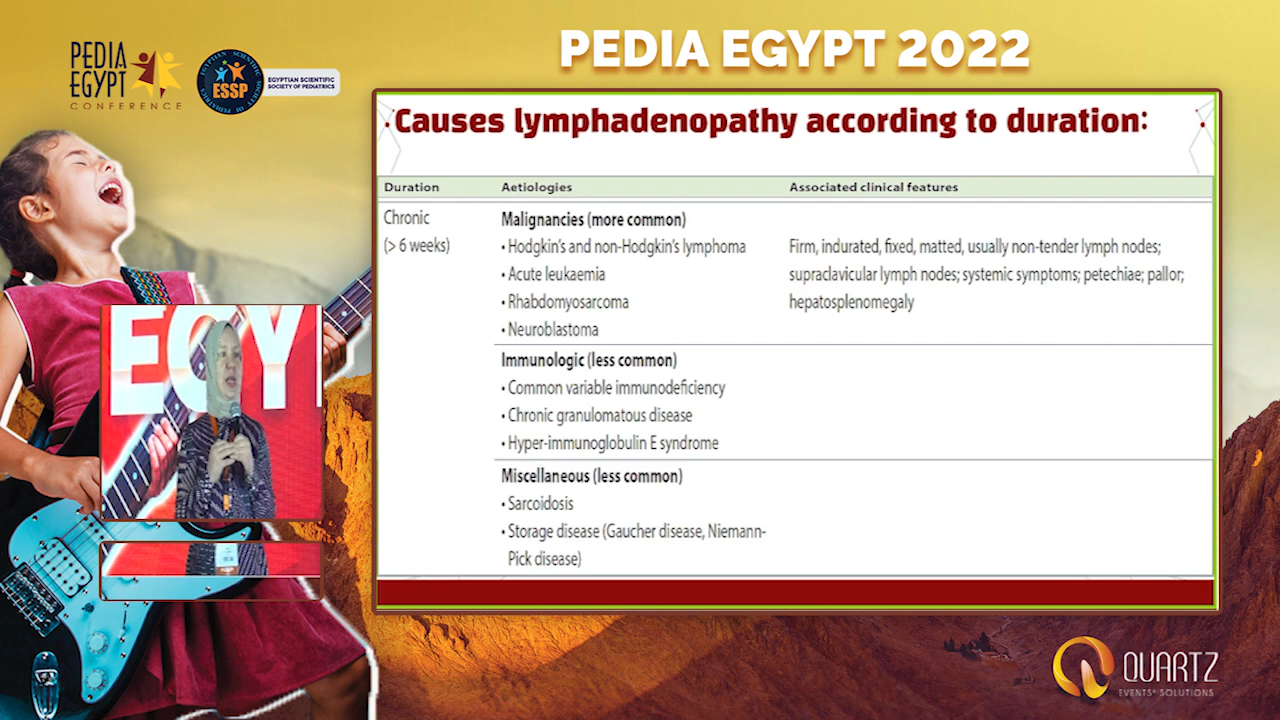 PEDIA EGYPT 2022
PEDIA
EGYPT
CONFERENCE
EGYPTIAN SCIENTIFIC SOCIETY OF PEDIATRICS
ESSP
EGYPTIAN SCIENTIFIC
SOCIETY OF PEDIATRICS
• Causes lymphadenopathy according to duration:
Duration Aetiologies Associated clinical features
Chronic
(> 6 weeks)
Malignancies (more common)
• Hodgkin's and non-Hodgkin's lymphoma
• Acute leukaemia
• Rhabdomyosarcoma
• Neuroblastoma
Firm, indurated, fixed, matted, usually non-tender lymph nodes;
supraclavicular lymph nodes; systemic symptoms; petechiae; pallor;
hepatosplenomegaly
Immunologic (less common)
• Common variable immunodeficiency
• Chronic granulomatous disease
• Hyper-immunoglobulin E syndrome
Miscellaneous (less common)
• Sarcoidosis
• Storage disease (Gaucher disease, Niemann-
Pick disease)
EGY
QUARTZ
EVENTS' SOLUTIONS